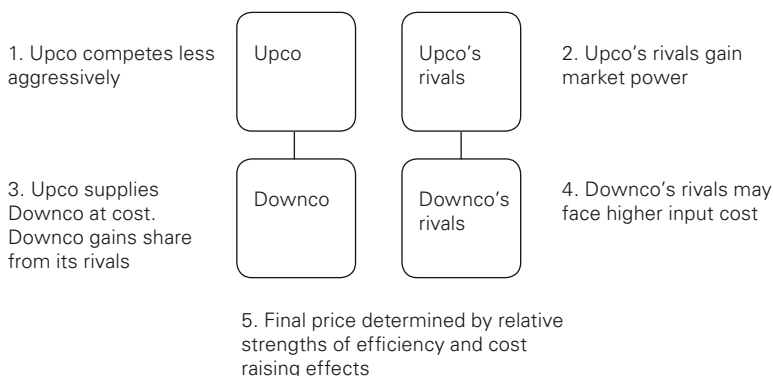 1. Upco competes less
aggressively
Upco
Upco’s
rivals
2. Upco’s rivals gain
market power
3. Upco supplies
Downco at cost.
Downco gains share
from its rivals
Downco
Downco’s
rivals
4. Downco’s rivals may
face higher input cost
5. Final price determined by relative
strengths of efficiency and cost
raising effects